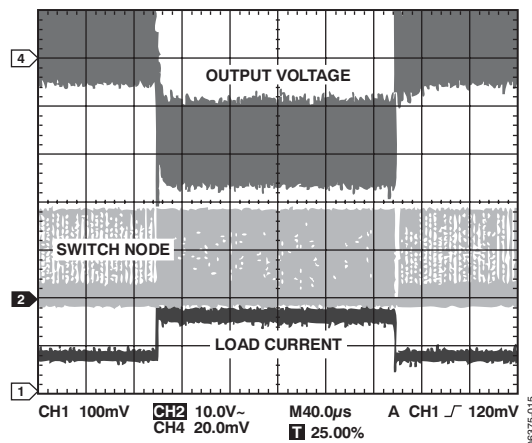 4
OUTPUT VOLTAGE
SWITCH NODE
2
LOAD CURRENT
1
CH1 100mV CH2 10.0V~ M40.0µs A CH1 120mV
CH4 20.0mV T 25.00%